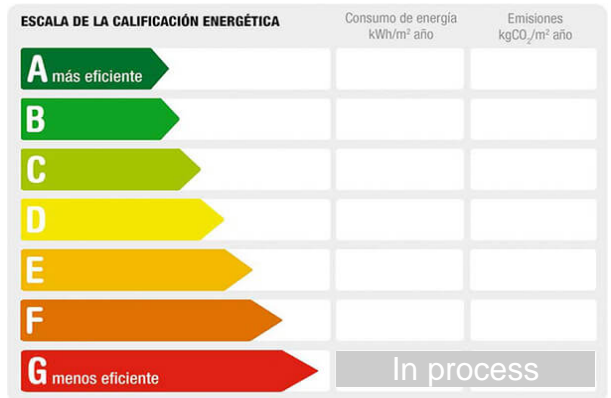 ESCALA DE LA CALIFICACIÓN ENERGÉTICA
Consumo de energía
kWh/m² año
Emisiones
kgCO₂/m² año
A más eficiente
B
C
D
E
F
G menos eficiente
In process